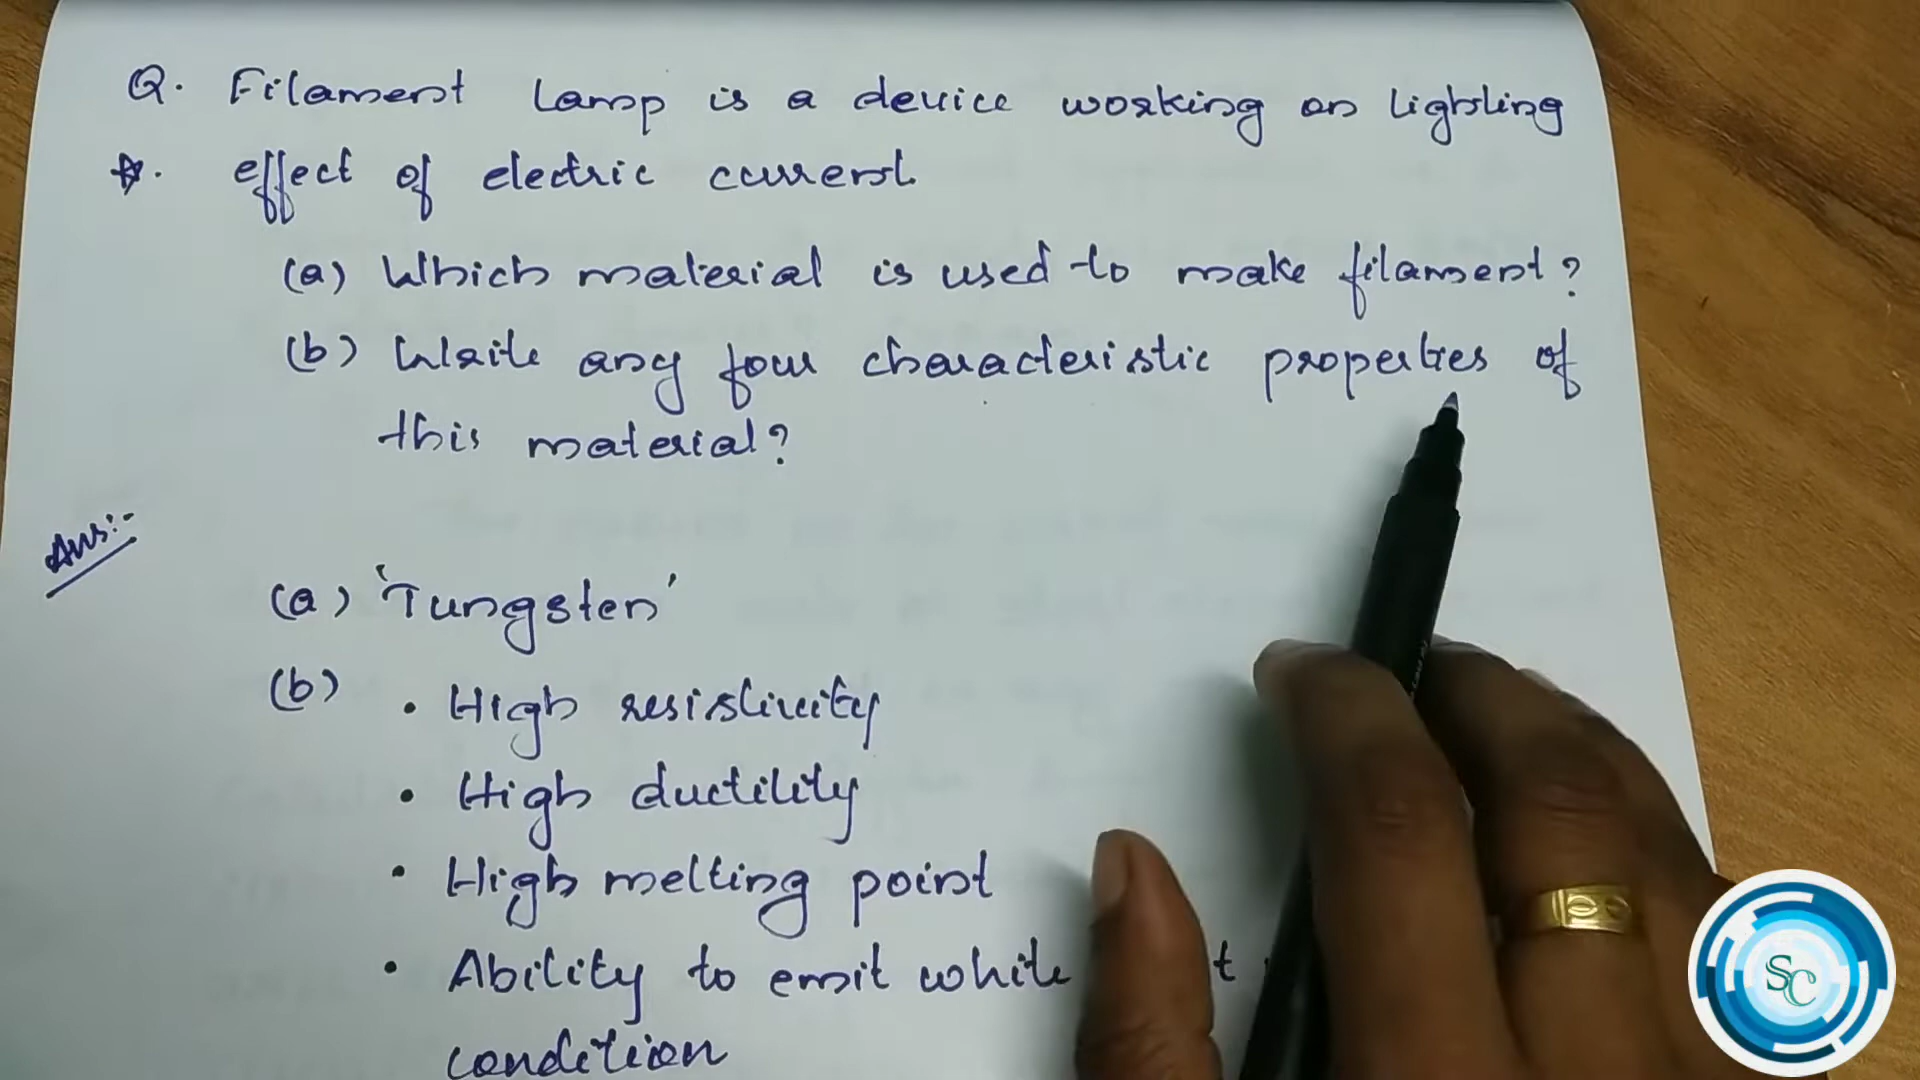 Q. Filament Lamp is a device working on lighting
effect of electric current.
(a) Which material is used to make filament?
(b) Write any four characteristic properties of
this material?
Ans:-
(a) 'Tungsten'
(b) • High resistivity
• High ductility
• High melting point
• Ability to emit white
condition
SC